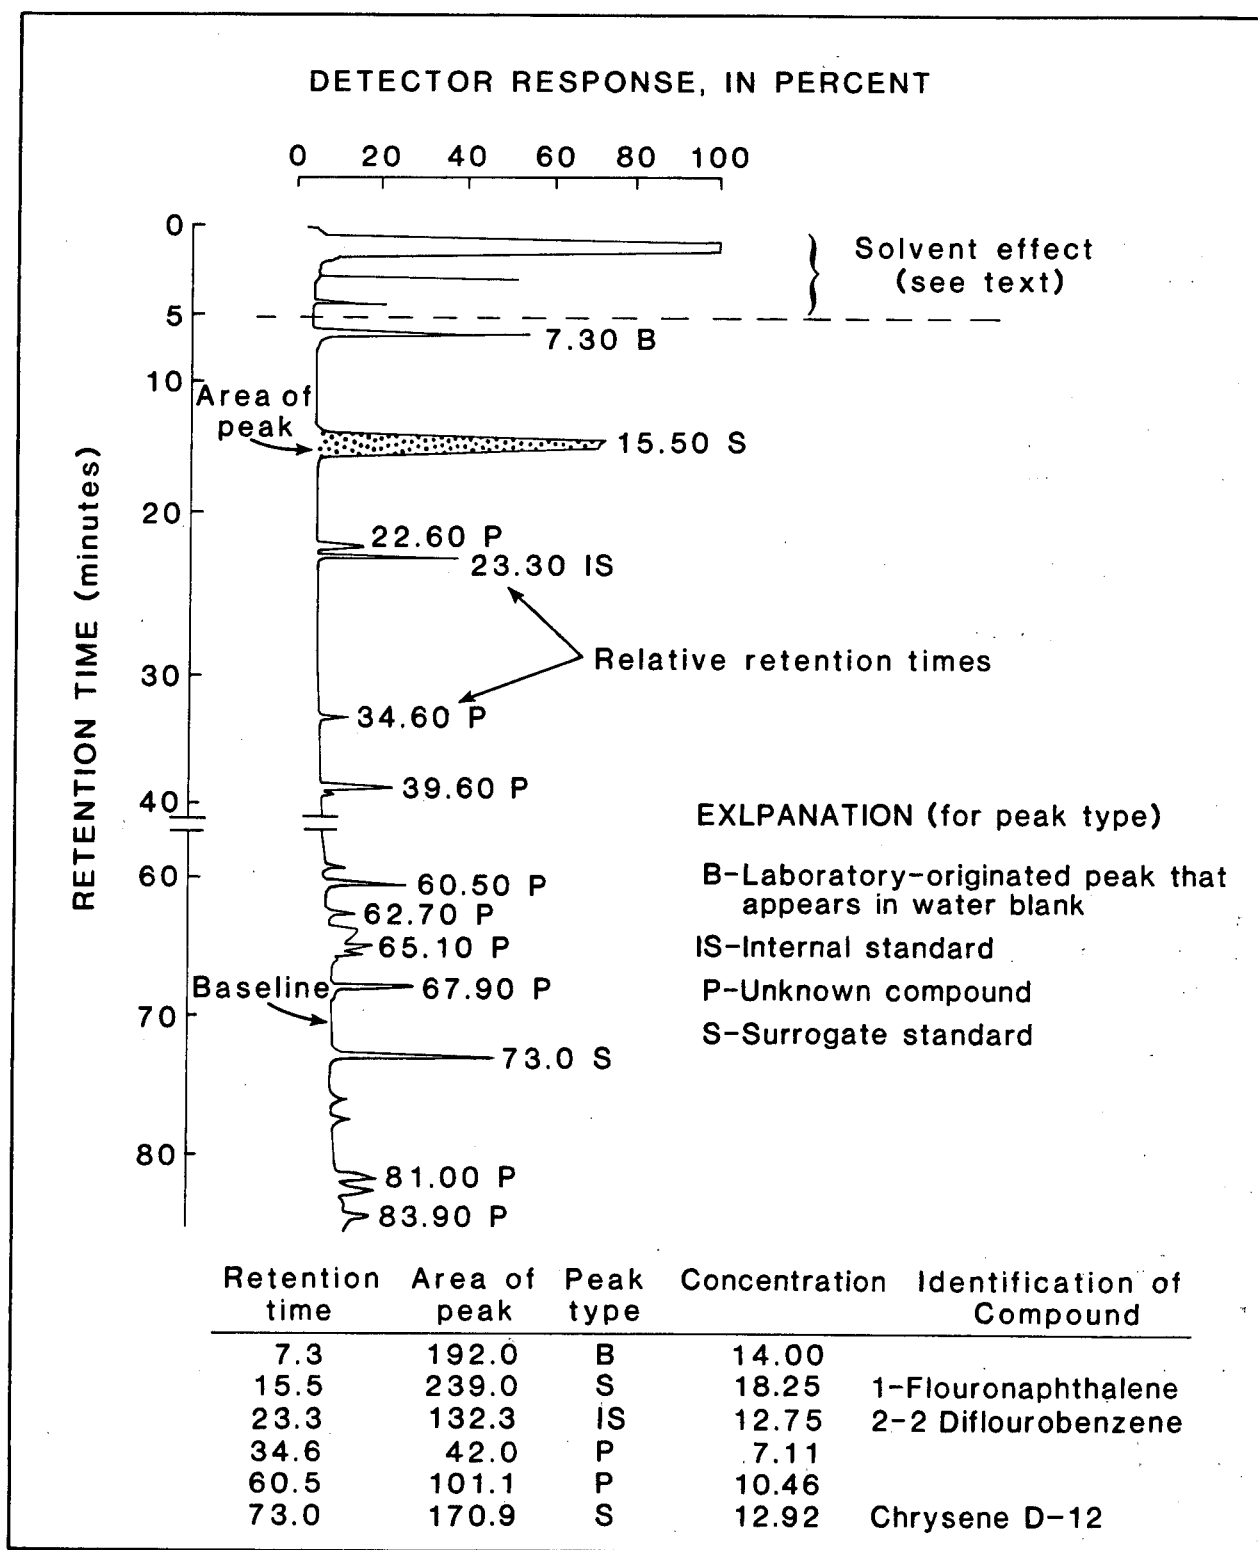 DETECTOR RESPONSE, IN PERCENT
0 20 40 60 80 100
RETENTION TIME (minutes)
0
5
10
20
30
40
60
70
80
Solvent effect
(see text)
7.30 B
Area of
peak
15.50 S
22.60 P
23.30 IS
Relative retention times
34.60 P
39.60 P
EXLPANATION (for peak type)
B-Laboratory-originated peak that
appears in water blank
IS-Internal standard
P-Unknown compound
S-Surrogate standard
60.50 P
62.70 P
65.10 P
Baseline
67.90 P
73.0 S
81.00 P
83.90 P
Retention Area of Peak Concentration Identification of
time peak type Compound
7.3 192.0 B 14.00
15.5 239.0 S 18.25 1-Flouronaphthalene
23.3 132.3 IS 12.75 2-2 Diflourobenzene
34.6 42.0 P 7.11
60.5 101.1 P 10.46
73.0 170.9 S 12.92 Chrysene D-12